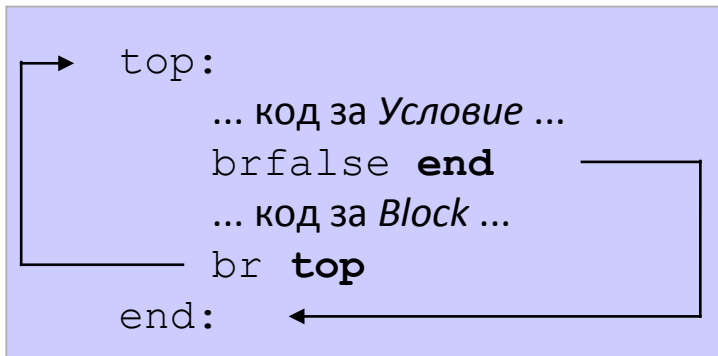 top:
... код за Условие ...
brfalse end
... код за Block ...
br top
end: